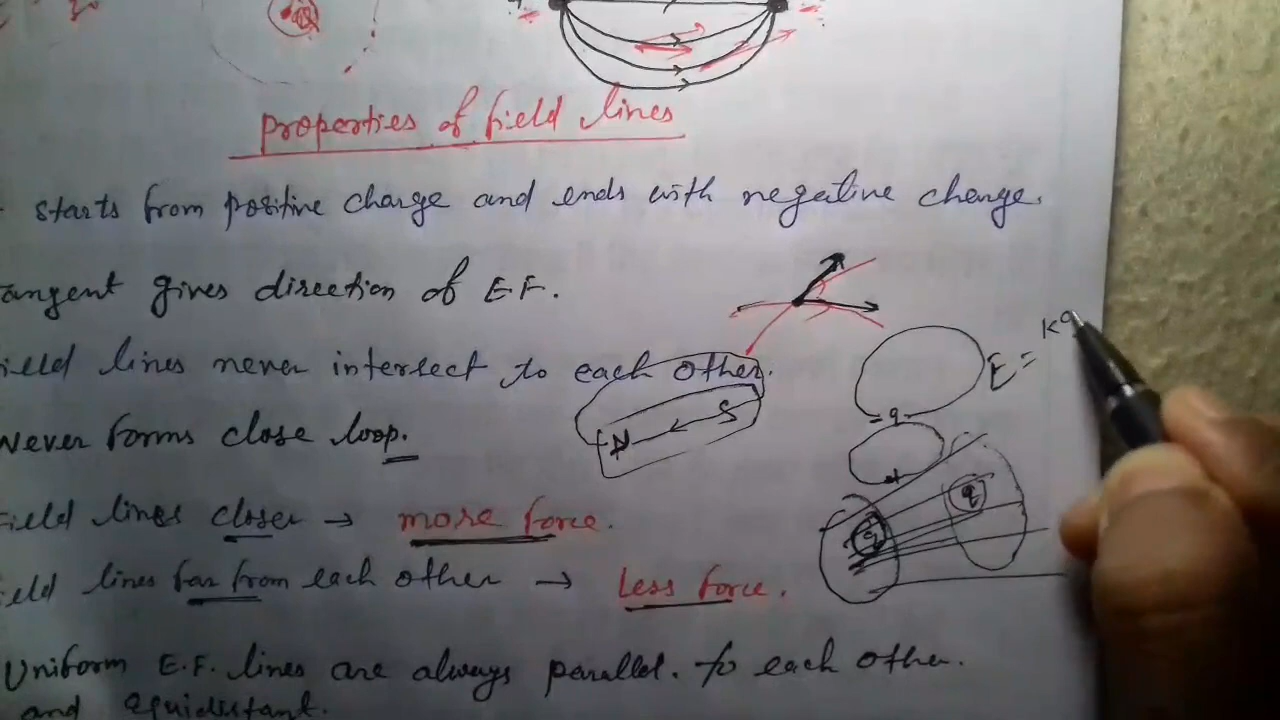 properties of field lines
starts from positive charge and ends with negative charge.
angent gives direction of E F.
ield lines never intersect to each other.
E = kq
S
N
q
Never forms close loop.
ield lines closer → more force.
q
q
eld lines far from each other → Less force.
Uniform E.F. lines are always parallel. to each other.
and equidistant.